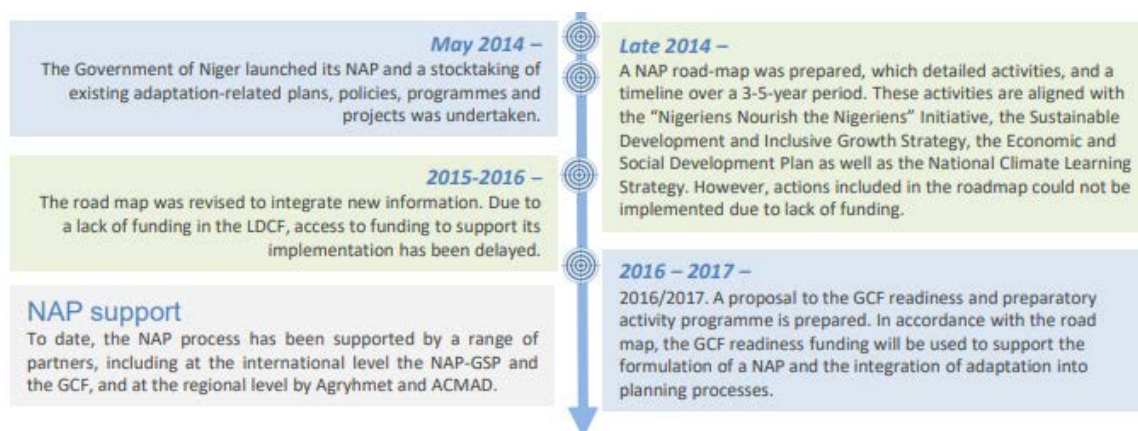 May 2014 –
The Government of Niger launched its NAP and a stocktaking of
existing adaptation-related plans, policies, programmes and
projects was undertaken.
Late 2014 –
A NAP road-map was prepared, which detailed activities, and a
timeline over a 3-5-year period. These activities are aligned with
the “Nigeriens Nourish the Nigeriens” Initiative, the Sustainable
Development and Inclusive Growth Strategy, the Economic and
Social Development Plan as well as the National Climate Learning
Strategy. However, actions included in the roadmap could not be
implemented due to lack of funding.
2015-2016 –
The road map was revised to integrate new information. Due to
a lack of funding in the LDCF, access to funding to support its
implementation has been delayed.
2016 – 2017 –
2016/2017. A proposal to the GCF readiness and preparatory
activity programme is prepared. In accordance with the road
map, the GCF readiness funding will be used to support the
formulation of a NAP and the integration of adaptation into
planning processes.
NAP support
To date, the NAP process has been supported by a range of
partners, including at the international level the NAP-GSP and
the GCF, and at the regional level by Agryhmet and ACMAD.